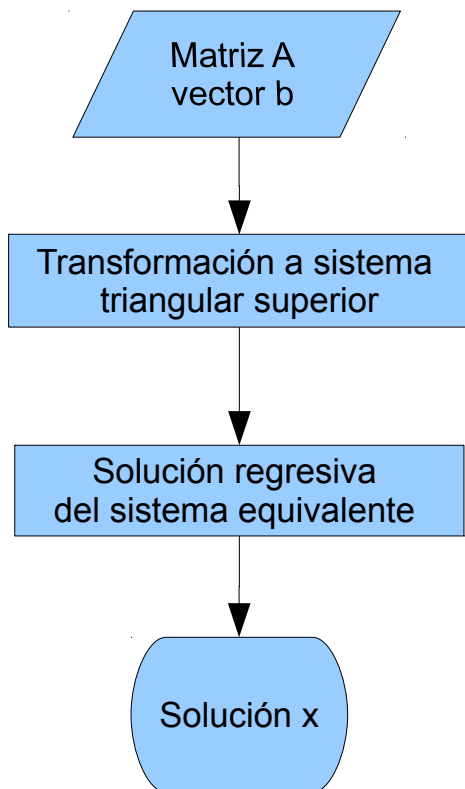 Matriz A
vector b
Transformación a sistema
triangular superior
Solución regresiva
del sistema equivalente
Solución x